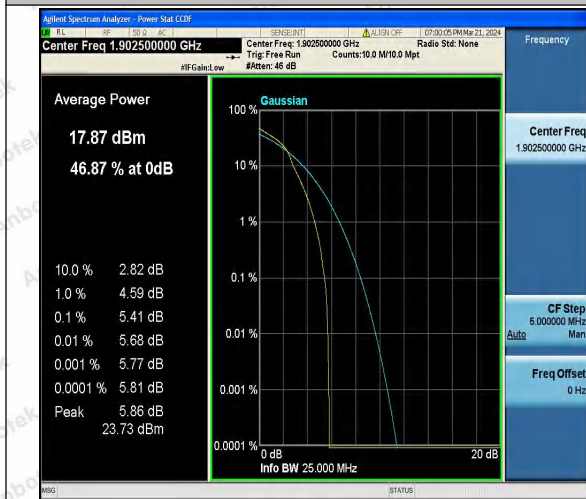 Agilent Spectrum Analyzer - Power Stat CCDF
RL RF 50 Ω AC SENSE:INT ALIGN OFF 07:00:05 PM Mar 21, 2024
Center Freq 1.902500000 GHz
Center Freq: 1.902500000 GHz Radio Std: None
Trig: Free Run Counts:10.0 M/10.0 Mpt
#IFGain:Low #Atten: 46 dB
Frequency
Average Power
17.87 dBm
46.87 % at 0dB
10.0 % 2.82 dB
1.0 % 4.59 dB
0.1 % 5.41 dB
0.01 % 5.68 dB
0.001 % 5.77 dB
0.0001 % 5.81 dB
Peak 5.86 dB
23.73 dBm
Gaussian
100 %
10 %
1 %
0.1 %
0.01 %
0.001 %
0.0001 %
0 dB 20 dB
Info BW 25.000 MHz
Center Freq
1.902500000 GHz
CF Step
5.000000 MHz
Auto Man
Freq Offset
0 Hz
MSG STATUS